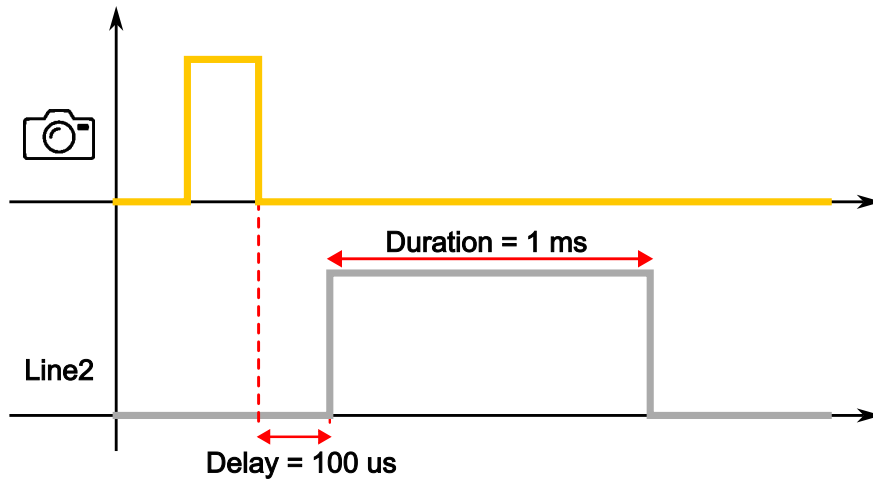 Duration = 1 ms
Line2
Delay = 100 us